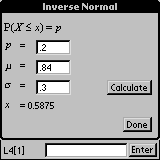 Inverse Normal
P(X ≤ x) = p
p = .2
μ = .84
σ = .3
Calculate
x = 0.5875
Done
L4[1]
Enter